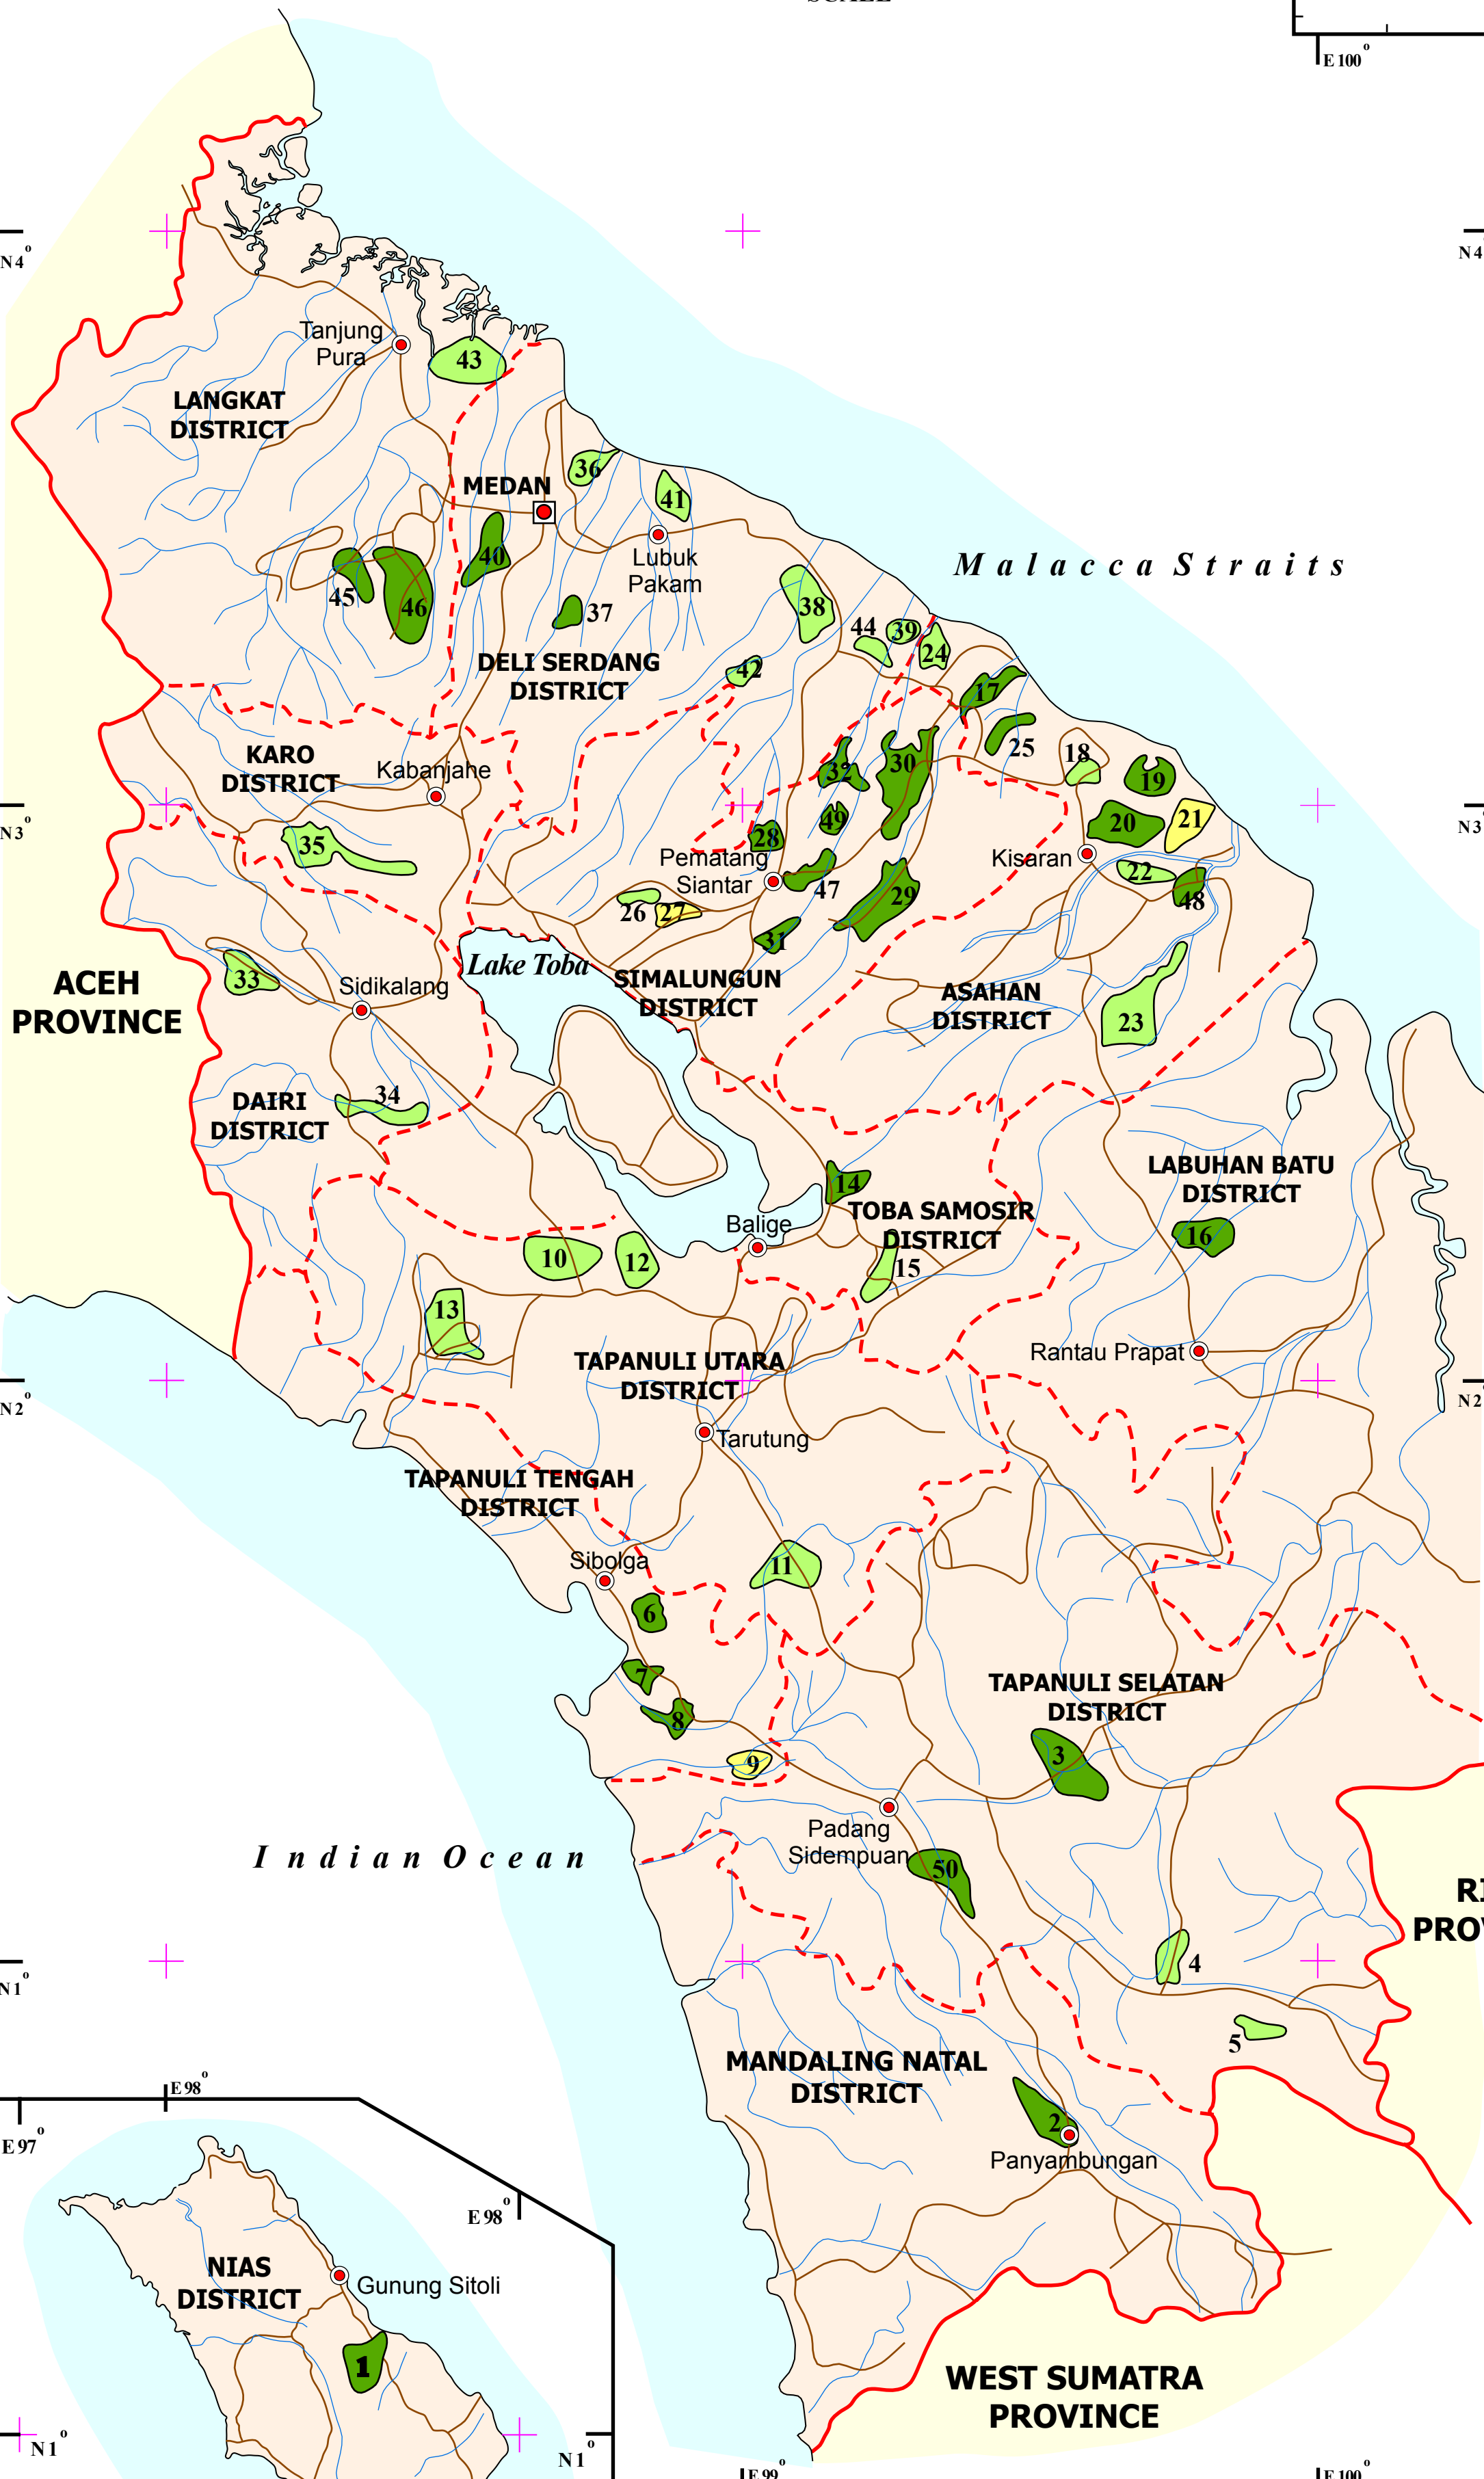 E 100°
N 4°
N 4
Tanjung
Pura
43
LANGKAT
DISTRICT
36
MEDAN
41
40
Lubuk
Pakam
Malacca Straits
45
46
37
38
44
39
24
42
DELI SERDANG
DISTRICT
17
25
18
KARO
DISTRICT
Kabanjahe
32
30
19
N 3°
N 3
49
20
21
28
35
Pematang
Siantar
Kisaran
47
22
48
26
27
29
31
Lake Toba
33
SIMALUNGUN
DISTRICT
ACEH
PROVINCE
Sidikalang
ASAHAN
DISTRICT
23
34
DAIRI
DISTRICT
LABUHAN BATU
DISTRICT
14
TOBA SAMOSIR
DISTRICT
Balige
16
10
12
15
13
Rantau Prapat
TAPANULI UTARA
DISTRICT
N 2°
N 2
Tarutung
TAPANULI TENGAH
DISTRICT
Sibolga
11
6
7
TAPANULI SELATAN
DISTRICT
8
3
9
Padang
Sidempuan
Indian Ocean
50
PRO
4
N 1°
5
MANDALING NATAL
DISTRICT
E 98°
2
E 97°
Panyambungan
E 98°
NIAS
DISTRICT
Gunung Sitoli
1
WEST SUMATRA
PROVINCE
N 1°
N 1°
E 99°
E 100°